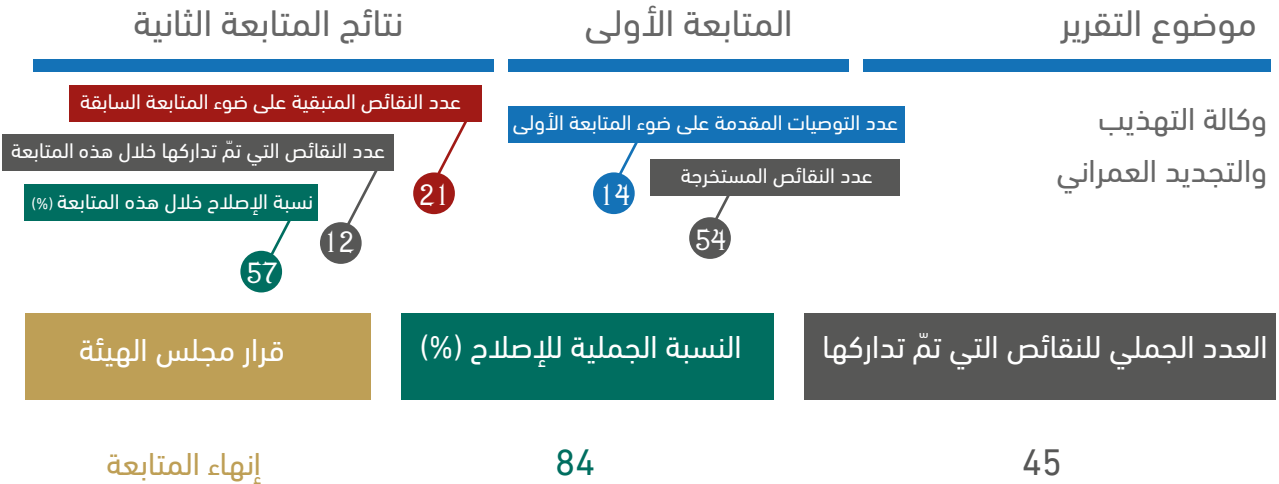 موضوع التقرير
المتابعة الأولى
نتائج المتابعة الثانية
وكالة التهذيب
والتجديد العمراني
عدد التوصيات المقدمة على ضوء المتابعة الأولى
14
عدد النقائص المستخرجة
54
عدد النقائص المتبقية على ضوء المتابعة السابقة
21
عدد النقائص التي تمّ تداركها خلال هذه المتابعة
12
نسبة الإصلاح خلال هذه المتابعة (%)
57
العدد الجملي للنقائص التي تمّ تداركها
النسبة الجملية للإصلاح (%)
قرار مجلس الهيئة
45
84
إنهاء المتابعة